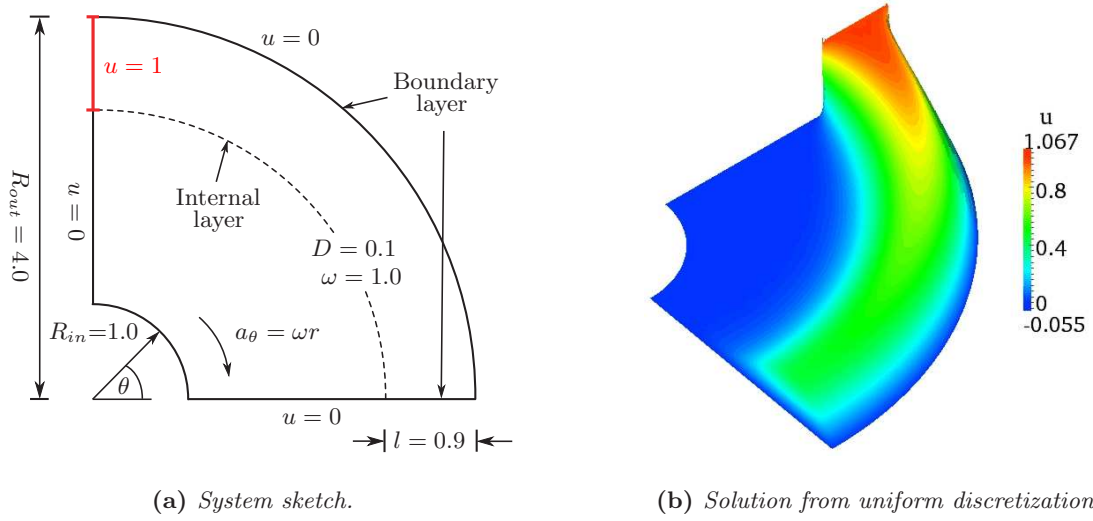 u = 0
u = 1
Boundary
layer
R_out = 4.0
u = 0
Internal
layer
D = 0.1
ω = 1.0
R_in=1.0
a_θ = ωr
θ
u = 0
l = 0.9
(a) System sketch.
u
1.067
0.8
0.4
0
-0.055
(b) Solution from uniform discretization